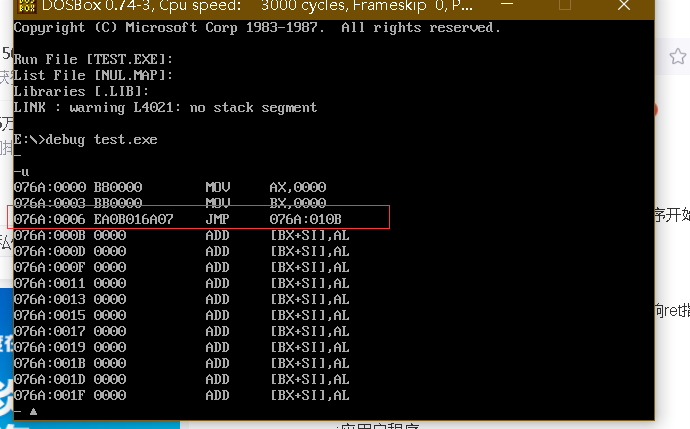 DOSBox 0.74-3, Cpu speed: 3000 cycles, Frameskip 0, P...
Copyright (C) Microsoft Corp 1983-1987. All rights reserved.
Run File [TEST.EXE]:
List File [NUL.MAP]:
Libraries [.LIB]:
LINK : warning L4021: no stack segment
E:\>debug test.exe
-
-u
076A:0000 B80000 MOV AX,0000
076A:0003 BB0000 MOV BX,0000
076A:0006 EA0B016A07 JMP 076A:010B
076A:000B 0000 ADD [BX+SI],AL
076A:000D 0000 ADD [BX+SI],AL
076A:000F 0000 ADD [BX+SI],AL
076A:0011 0000 ADD [BX+SI],AL
076A:0013 0000 ADD [BX+SI],AL
076A:0015 0000 ADD [BX+SI],AL
076A:0017 0000 ADD [BX+SI],AL
076A:0019 0000 ADD [BX+SI],AL
076A:001B 0000 ADD [BX+SI],AL
076A:001D 0000 ADD [BX+SI],AL
076A:001F 0000 ADD [BX+SI],AL
-
序开始
ret指